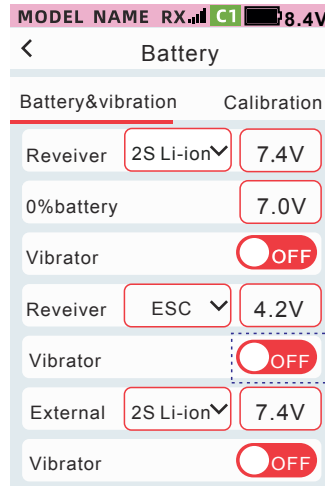 MODEL NAME RX C1 8.4V
Battery
Battery&vibration Calibration
Reveiver 2S Li-ion 7.4V
0%battery 7.0V
Vibrator OFF
Reveiver ESC 4.2V
Vibrator OFF
External 2S Li-ion 7.4V
Vibrator OFF